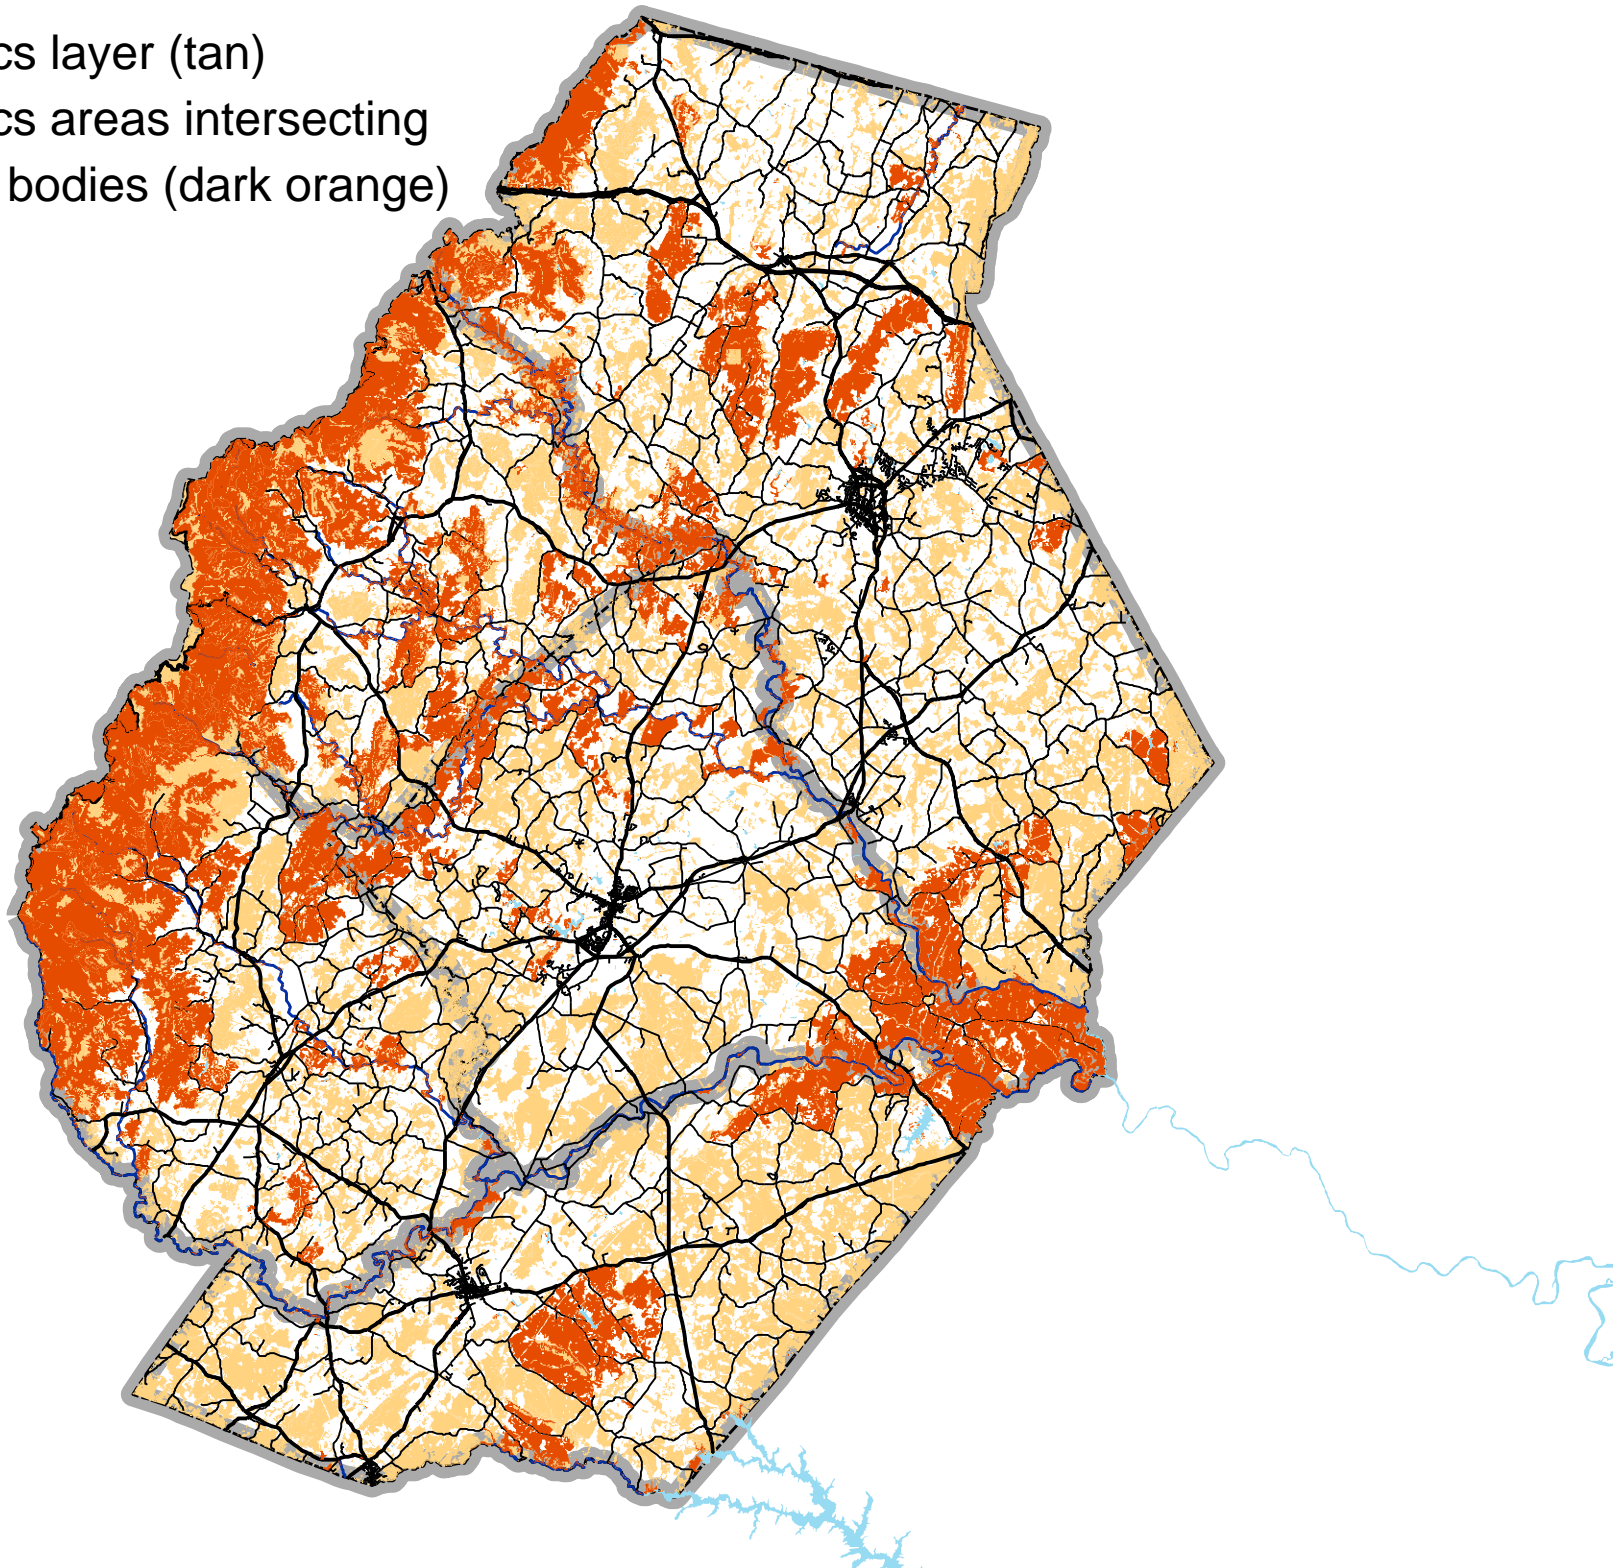 cs layer (tan)
cs areas intersecting
bodies (dark orange)